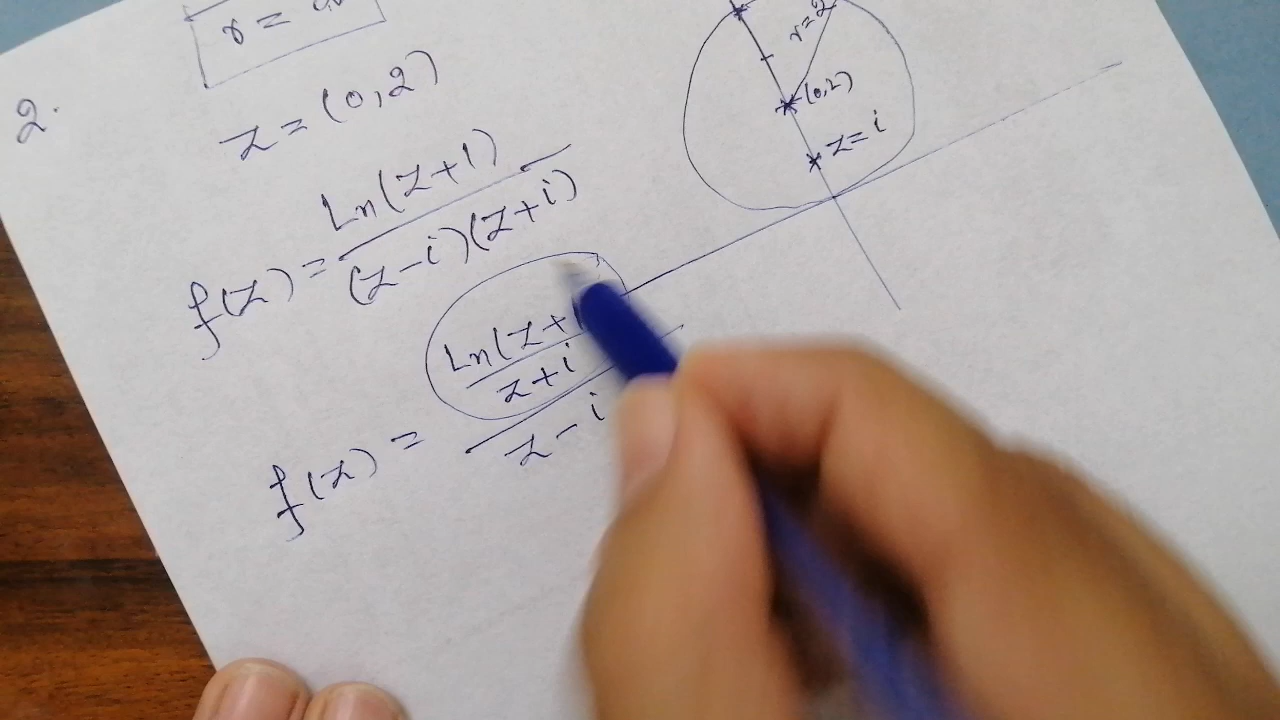 r =
2.
z = (0,2)
f(z) = Ln(z+1) / (z-i)(z+i)
f(z) = Ln(z+ / z+i / z-i
r=2
(0,2)
z=i